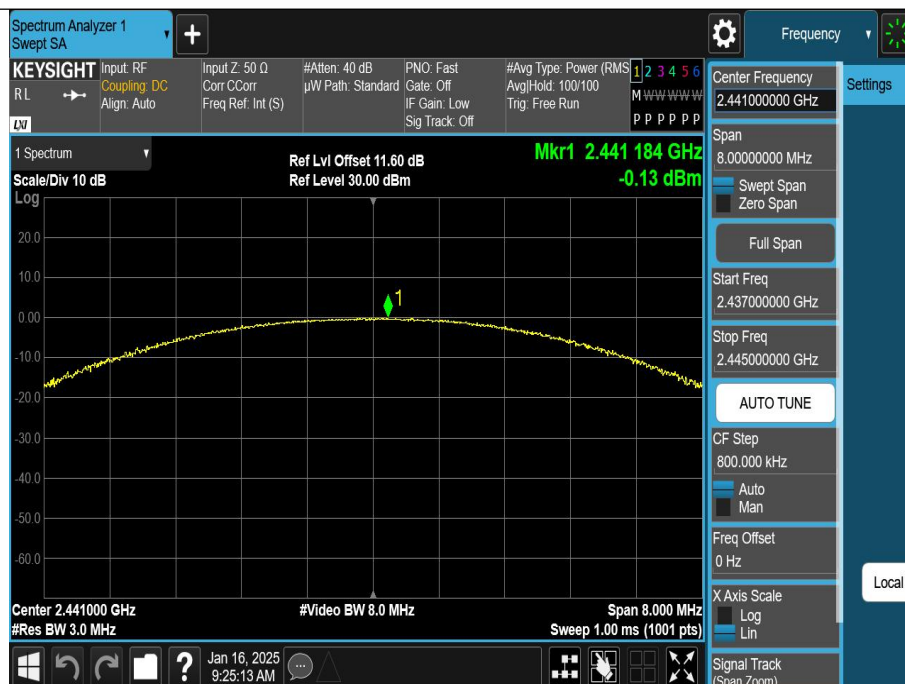 Spectrum Analyzer 1
Swept SA
Frequency
KEYSIGHT
RL
LXI
Input: RF
Coupling: DC
Align: Auto
Input Z: 50 Ω
Corr CCorr
Freq Ref: Int (S)
#Atten: 40 dB
µW Path: Standard
PNO: Fast
Gate: Off
IF Gain: Low
Sig Track: Off
#Avg Type: Power (RMS
Avg|Hold: 100/100
Trig: Free Run
1 2 3 4 5 6
M W W W W W
P P P P P P
1 Spectrum
Scale/Div 10 dB
Log
Ref Lvl Offset 11.60 dB
Ref Level 30.00 dBm
Mkr1 2.441 184 GHz
-0.13 dBm
20.0
10.0
0.00
-10.0
-20.0
-30.0
-40.0
-50.0
-60.0
1
Center 2.441000 GHz
#Res BW 3.0 MHz
#Video BW 8.0 MHz
Span 8.000 MHz
Sweep 1.00 ms (1001 pts)
Jan 16, 2025
9:25:13 AM
Center Frequency
2.441000000 GHz
Settings
Span
8.00000000 MHz
Swept Span
Zero Span
Full Span
Start Freq
2.437000000 GHz
Stop Freq
2.445000000 GHz
AUTO TUNE
CF Step
800.000 kHz
Auto
Man
Freq Offset
0 Hz
Local
X Axis Scale
Log
Lin
Signal Track
(Span Zoom)